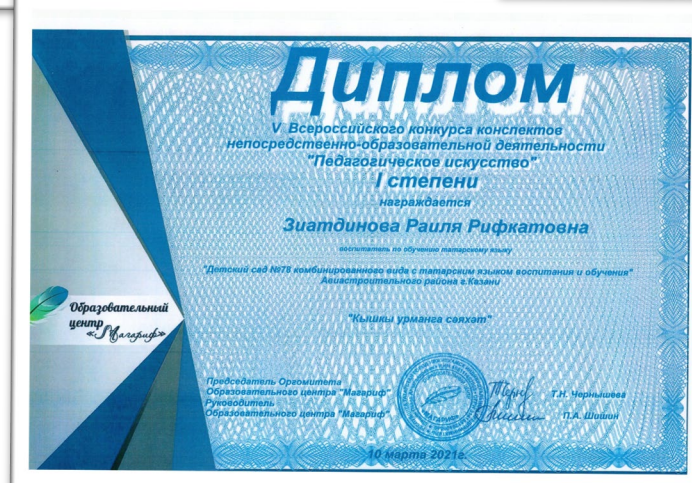 Диплом
V Всероссийского конкурса конспектов
непосредственно-образовательной деятельности
"Педагогическое искусство"
I степени
награждается
Зиатдинова Раиля Рифкатовна
воспитатель по обучению татарскому языку
"Детский сад №78 комбинированного вида с татарским языком воспитания и обучения"
Авиастроительного района г.Казани
Образовательный
центр
«Магариф»
"Кышкы урманга сәяхәт"
Председатель Оргомитета
Образовательного центра "Магариф"
Т.Н. Чернышева
Руководитель
Образовательного центра "Магариф"
П.А. Шишин
МАГАРИФ
10 марта 2021г.